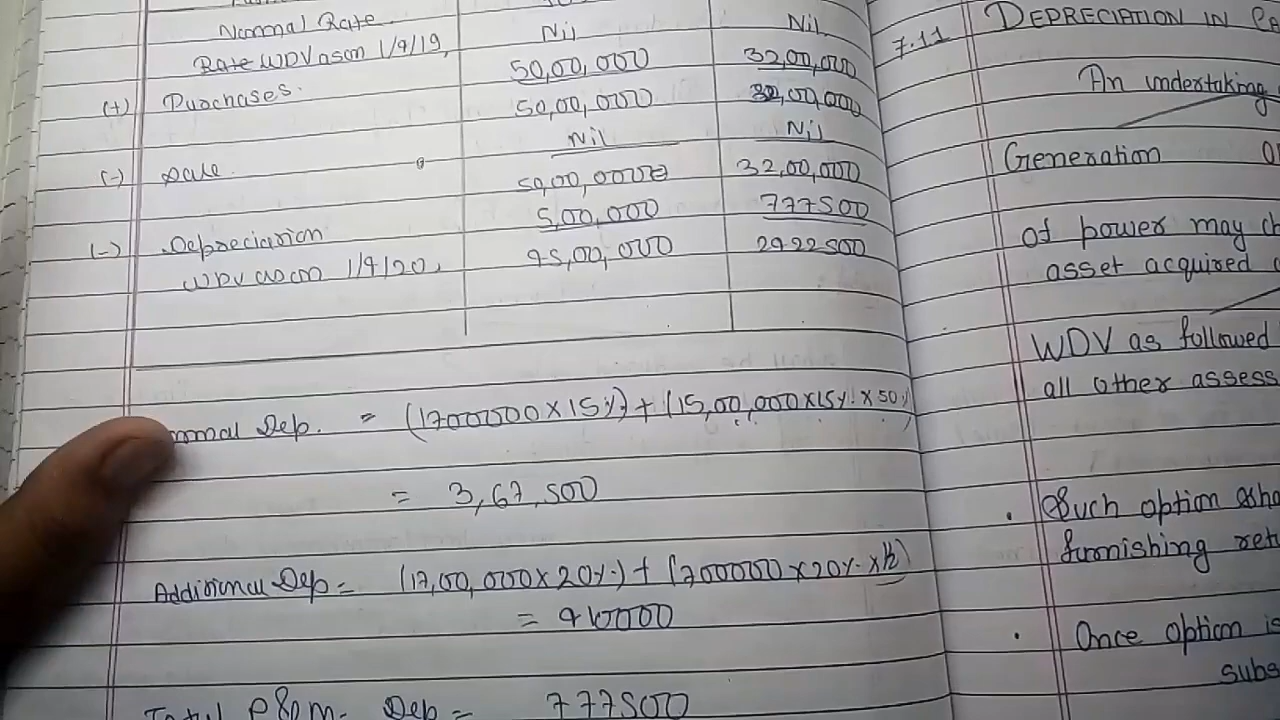 Normal Rate Nil Nil
Rate WDV as on 1/4/19, 50,00,000 32,00,000
(+) Purchases. 50,00,000 32,00,000
Nil Nil
(-) Sale. 50,00,000 32,00,000
(-) Depreciation 5,00,000 777500
WDV as on 1/4/20, 45,00,000 2422500
Dep. = (1700000 x 15%) + (15,00,000 x 15% x 50%
= 3,67,500
Additional Dep = (17,00,000 x 20%) + (700000 x 20% x ½)
= 410000
Total P&M. Dep = 777500
7.11 DEPRECIATION IN
An undertaking
Generation
of power may
asset acquired
WDV as followed
all other assess
. Such option sho
furnishing ret
. Once option is
subs